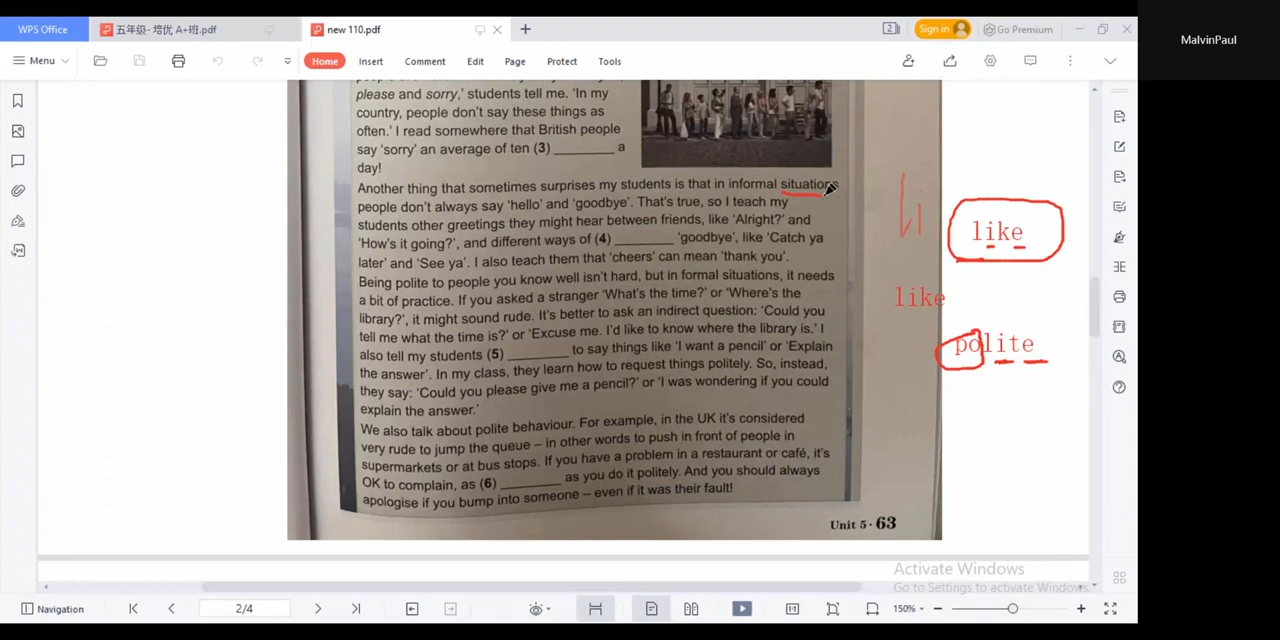 MalvinPaul
WPS Office
五年级- 培优 A+班.pdf
new 110.pdf
Sign in
Go Premium
Menu
Home
Insert
Comment
Edit
Page
Protect
Tools
please and sorry,' students tell me. 'In my
country, people don't say these things as
often.' I read somewhere that British people
say 'sorry' an average of ten (3) ________ a
day!
Another thing that sometimes surprises my students is that in informal situations
people don't always say 'hello' and 'goodbye'. That's true, so I teach my
students other greetings they might hear between friends, like 'Alright?' and
'How's it going?', and different ways of (4) ________ 'goodbye', like 'Catch ya
later' and 'See ya'. I also teach them that 'cheers' can mean 'thank you'.
Being polite to people you know well isn't hard, but in formal situations, it needs
a bit of practice. If you asked a stranger 'What's the time?' or 'Where's the
library?', it might sound rude. It's better to ask an indirect question: 'Could you
tell me what the time is?' or 'Excuse me. I'd like to know where the library is.' I
also tell my students (5) ________ to say things like 'I want a pencil' or 'Explain
the answer'. In my class, they learn how to request things politely. So, instead,
they say: 'Could you please give me a pencil?' or 'I was wondering if you could
explain the answer.'
We also talk about polite behaviour. For example, in the UK it's considered
very rude to jump the queue – in other words to push in front of people in
supermarkets or at bus stops. If you have a problem in a restaurant or café, it's
OK to complain, as (6) ________ as you do it politely. And you should always
apologise if you bump into someone – even if it was their fault!
Unit 5 · 63
li
like
like
polite
Activate Windows
Go to Settings to activate Windows.
Navigation
2/4
1:1
150%